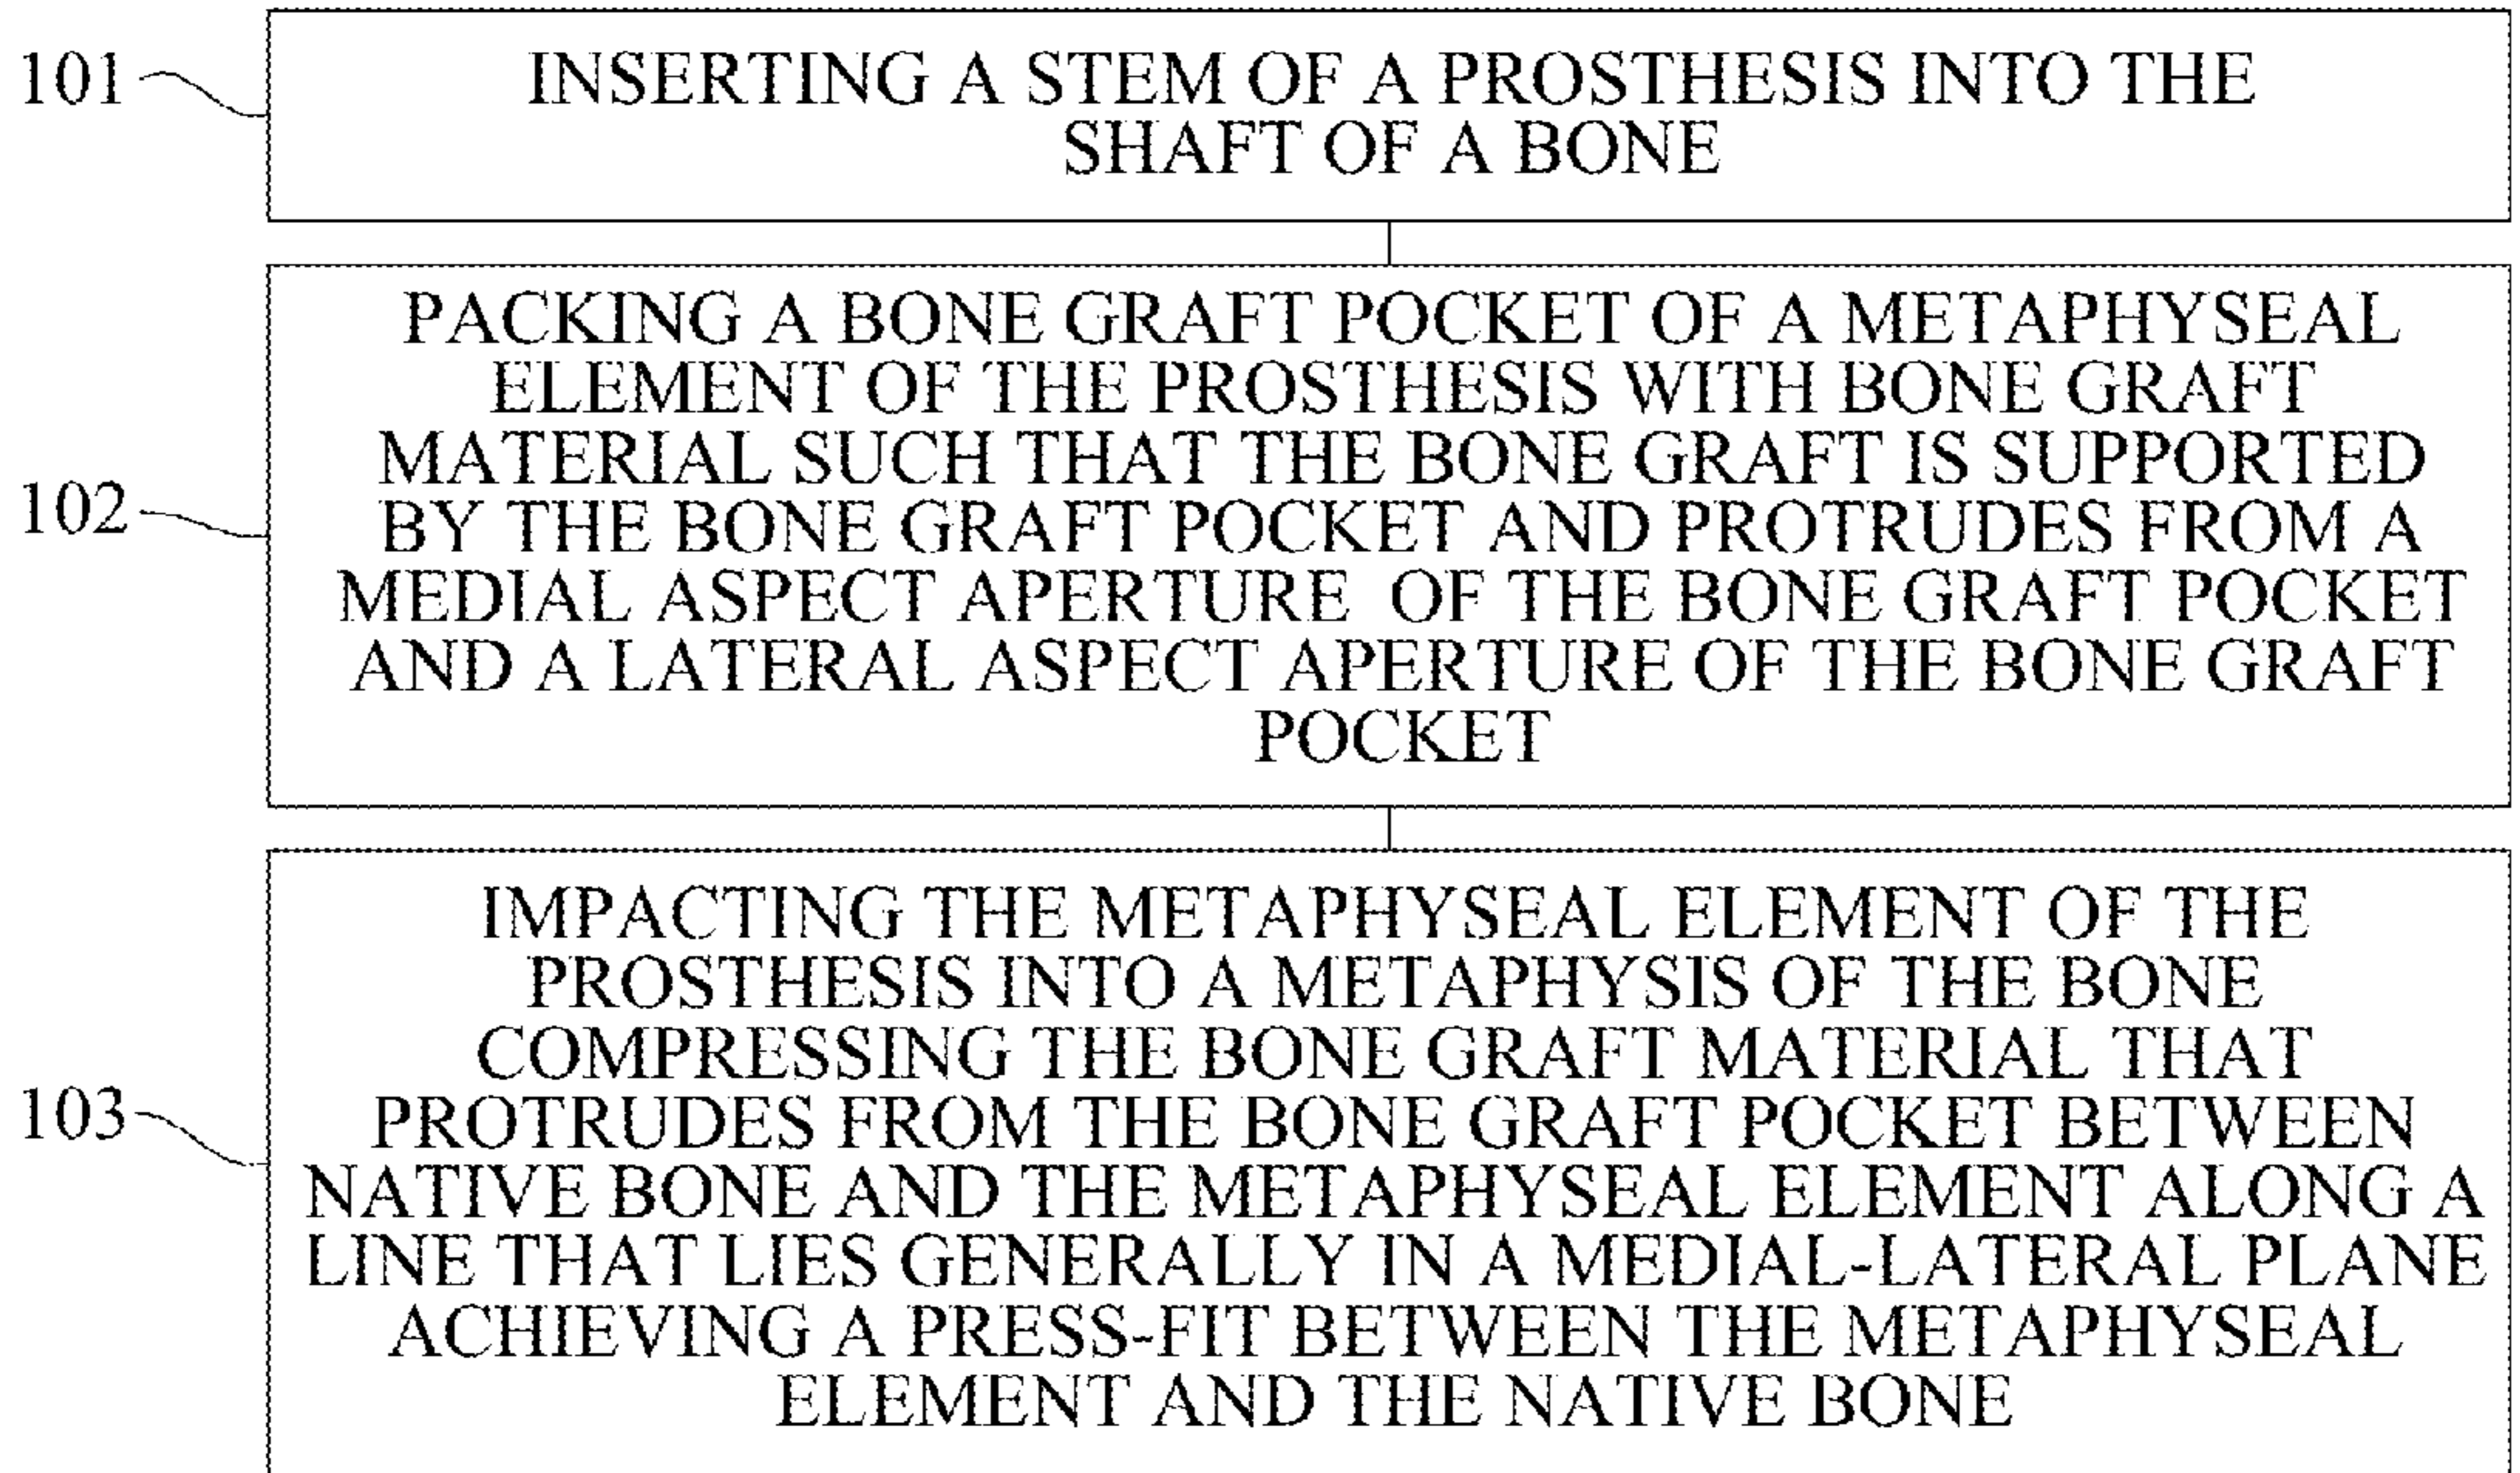 101
INSERTING A STEM OF A PROSTHESIS INTO THE
SHAFT OF A BONE
102
PACKING A BONE GRAFT POCKET OF A METAPHYSEAL
ELEMENT OF THE PROSTHESIS WITH BONE GRAFT
MATERIAL SUCH THAT THE BONE GRAFT IS SUPPORTED
BY THE BONE GRAFT POCKET AND PROTRUDES FROM A
MEDIAL ASPECT APERTURE OF THE BONE GRAFT POCKET
AND A LATERAL ASPECT APERTURE OF THE BONE GRAFT
POCKET
103
IMPACTING THE METAPHYSEAL ELEMENT OF THE
PROSTHESIS INTO A METAPHYSIS OF THE BONE
COMPRESSING THE BONE GRAFT MATERIAL THAT
PROTRUDES FROM THE BONE GRAFT POCKET BETWEEN
NATIVE BONE AND THE METAPHYSEAL ELEMENT ALONG A
LINE THAT LIES GENERALLY IN A MEDIAL-LATERAL PLANE
ACHIEVING A PRESS-FIT BETWEEN THE METAPHYSEAL
ELEMENT AND THE NATIVE BONE